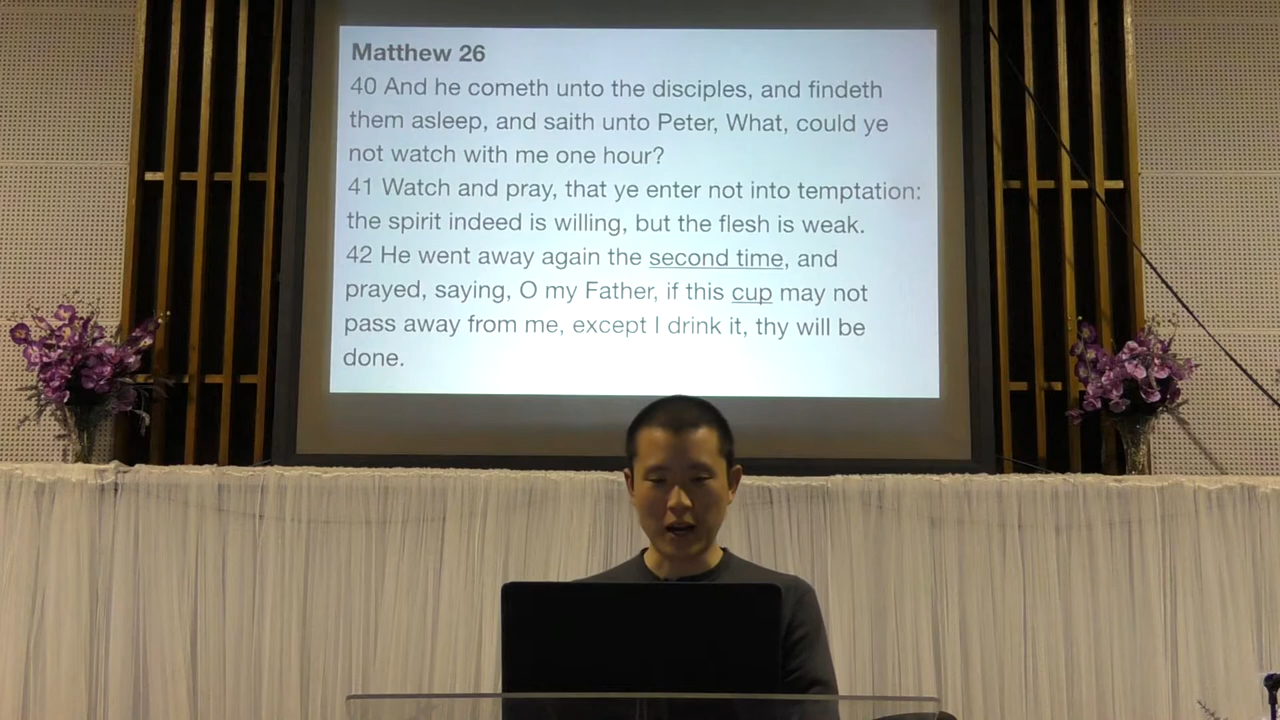 Matthew 26
40 And he cometh unto the disciples, and findeth
them asleep, and saith unto Peter, What, could ye
not watch with me one hour?
41 Watch and pray, that ye enter not into temptation:
the spirit indeed is willing, but the flesh is weak.
42 He went away again the second time, and
prayed, saying, O my Father, if this cup may not
pass away from me, except I drink it, thy will be
done.